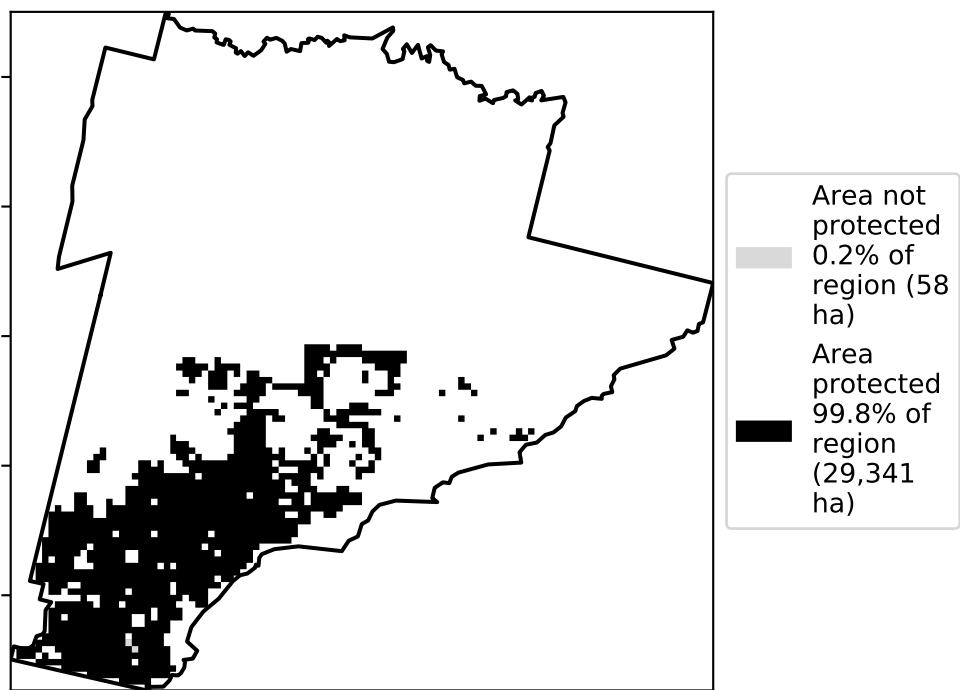 Area not
protected
0.2% of
region (58
ha)
Area
protected
99.8% of
region
(29,341
ha)